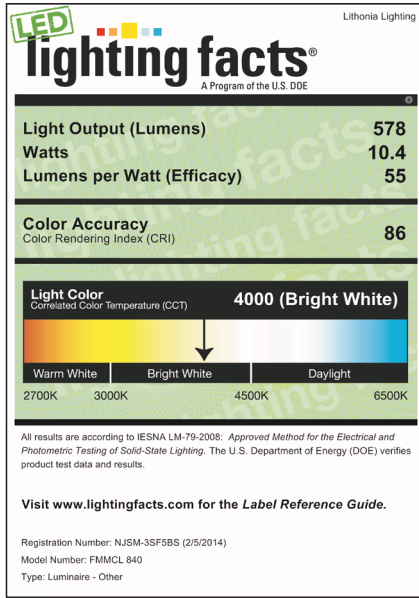 Lithonia Lighting
LED
lighting facts®
A Program of the U.S. DOE
Light Output (Lumens) 578
Watts 10.4
Lumens per Watt (Efficacy) 55
Color Accuracy
Color Rendering Index (CRI) 86
Light Color
Correlated Color Temperature (CCT) 4000 (Bright White)
Warm White Bright White Daylight
2700K 3000K 4500K 6500K
All results are according to IESNA LM-79-2008: Approved Method for the Electrical and
Photometric Testing of Solid-State Lighting. The U.S. Department of Energy (DOE) verifies
product test data and results.
Visit www.lightingfacts.com for the Label Reference Guide.
Registration Number: NJSM-3SF5BS (2/5/2014)
Model Number: FMMCL 840
Type: Luminaire - Other